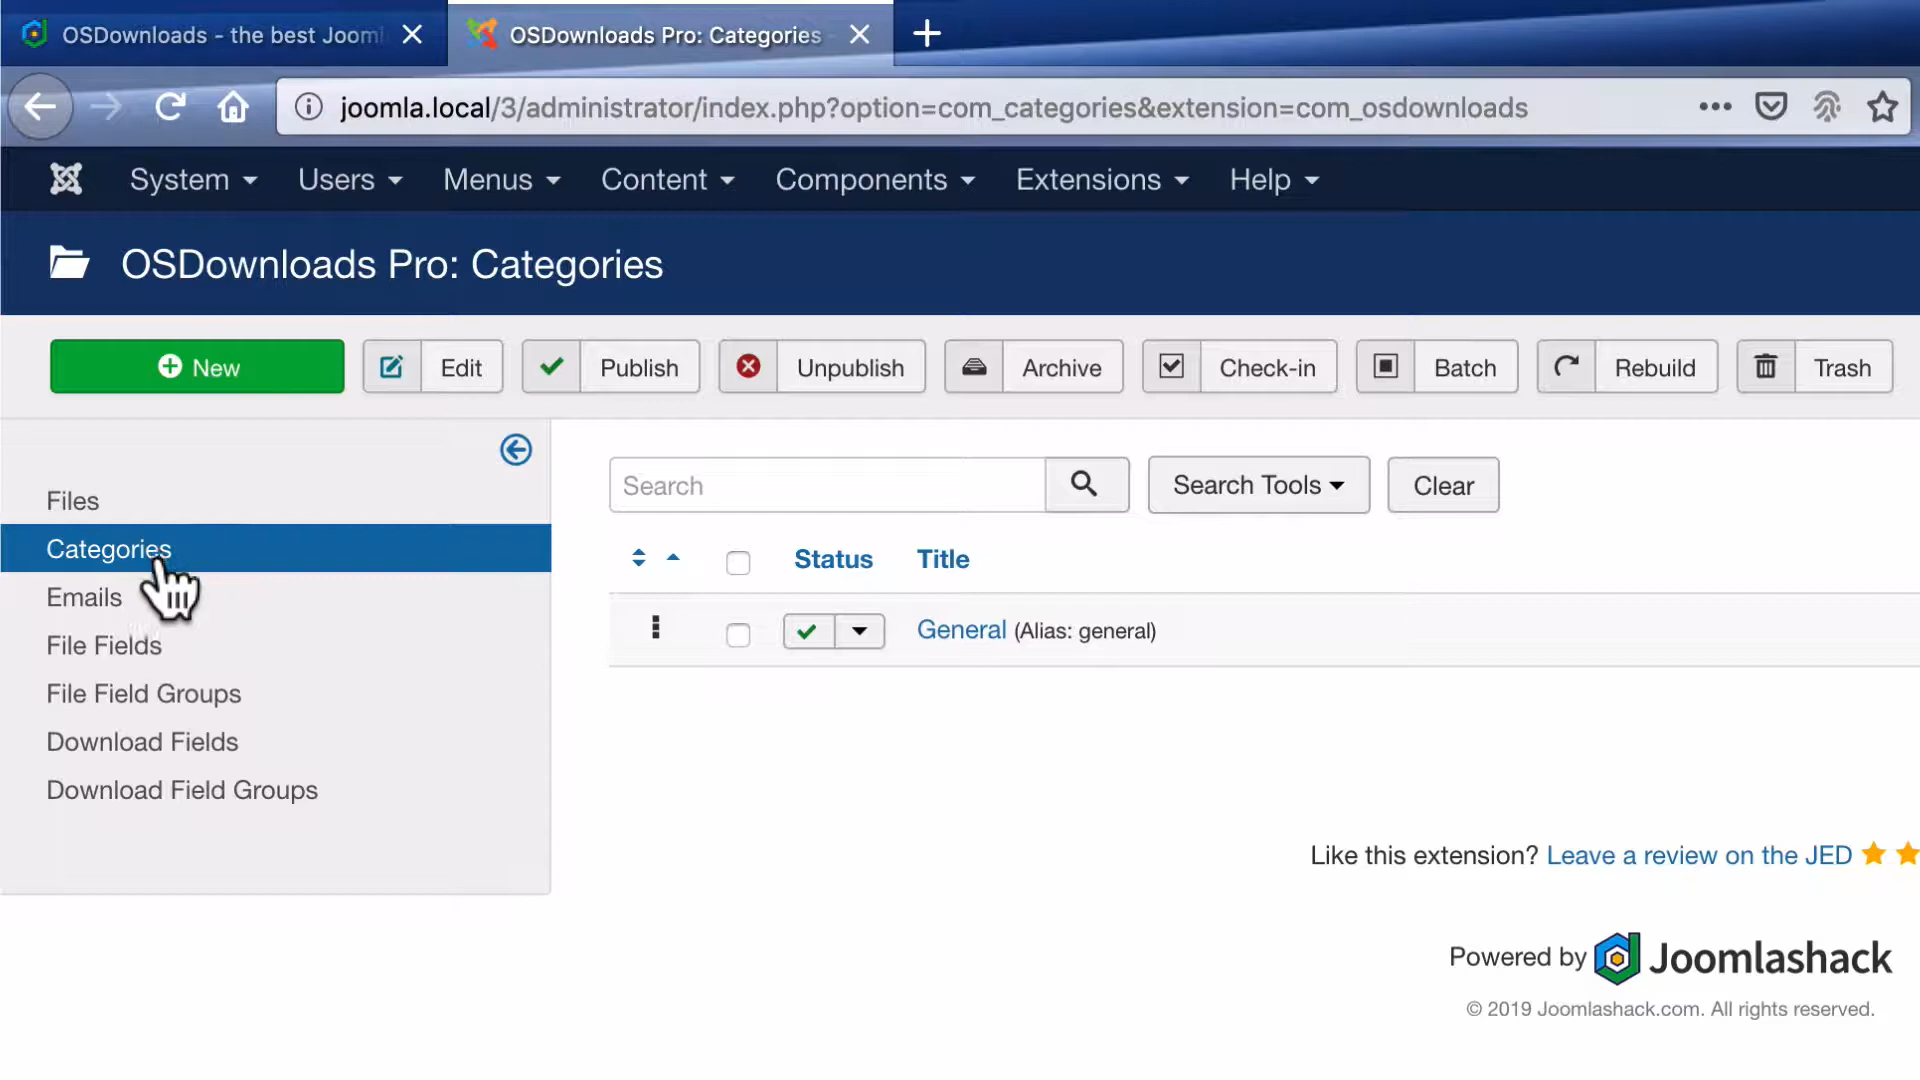 OSDownloads - the best Jooml
OSDownloads Pro: Categories
joomla.local/3/administrator/index.php?option=com_categories&extension=com_osdownloads
System Users Menus Content Components Extensions Help
OSDownloads Pro: Categories
New Edit Publish Unpublish Archive Check-in Batch Rebuild Trash
Files
Categories
Emails
File Fields
File Field Groups
Download Fields
Download Field Groups
Search Search Tools Clear
Status Title
General (Alias: general)
Like this extension? Leave a review on the JED
Powered by Joomlashack
© 2019 Joomlashack.com. All rights reserved.